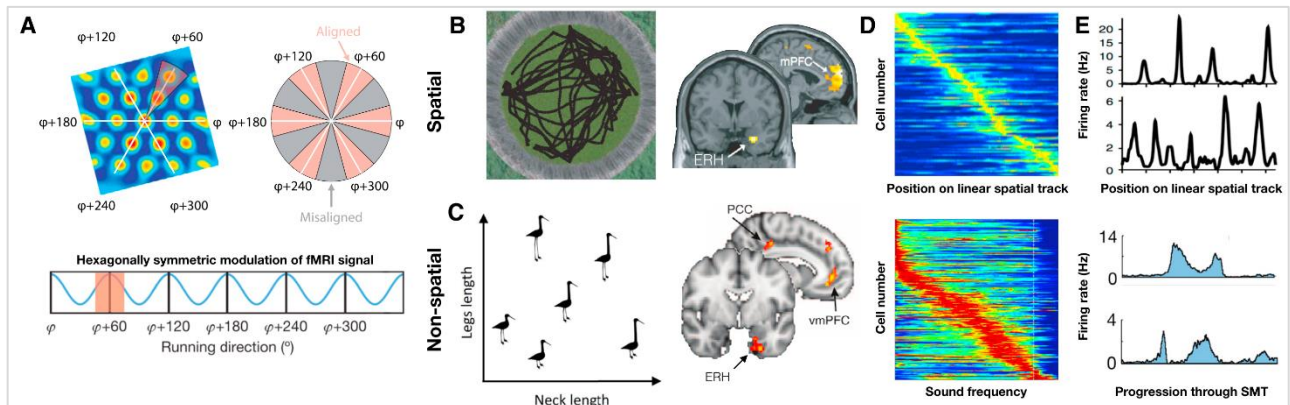 A
φ+120
φ+60
φ+180
φ
φ+240
φ+300
φ+120
Aligned
φ+60
φ+180
φ
φ+240
φ+300
Misaligned
Hexagonally symmetric modulation of fMRI signal
φ
φ+60
φ+120
φ+180
φ+240
φ+300
Running direction (º)
Spatial
Non-spatial
B
mPFC
ERH
C
Legs length
Neck length
PCC
vmPFC
ERH
D
Cell number
Position on linear spatial track
Cell number
Sound frequency
E
Firing rate (Hz)
20
15
10
5
0
Firing rate (Hz)
6
4
2
0
Position on linear spatial track
Firing rate (Hz)
14
0
4
0
Progression through SMT